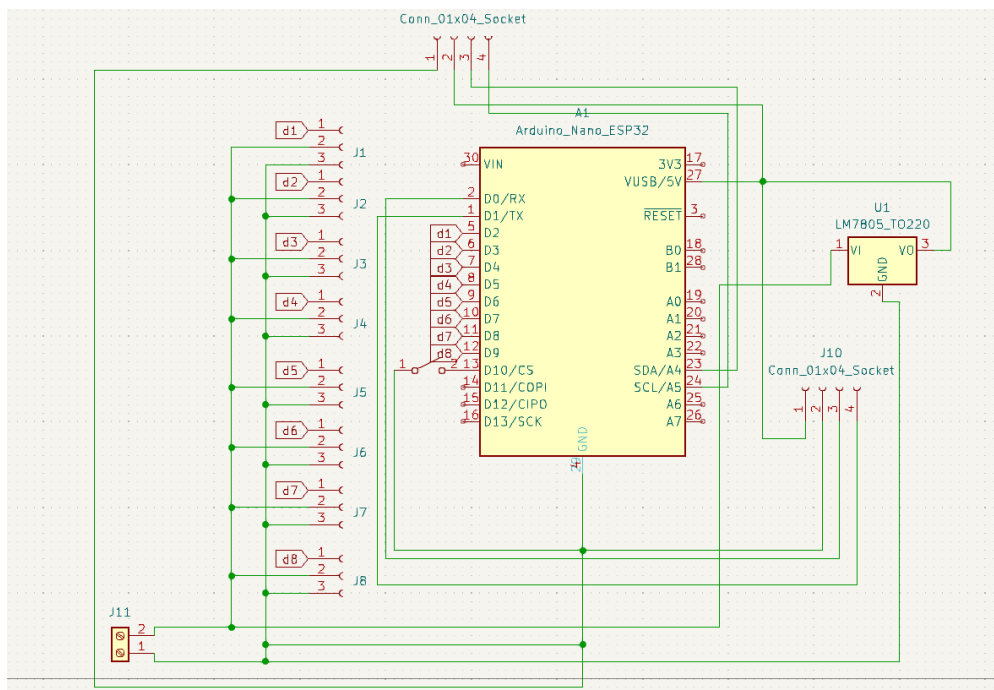 Conn_01x04_Socket
1 2 3 4
A1
Arduino_Nano_ESP32
d1 1
2
3
J1
d2 1
2
3
J2
d3 1
2
3
J3
d4 1
2
3
J4
d5 1
2
3
J5
d6 1
2
3
J6
d7 1
2
3
J7
d8 1
2
3
J8
30 VIN
2 D0/RX
1 D1/TX
d1 5 D2
d2 6 D3
d3 7 D4
d4 8 D5
d5 9 D6
d6 10 D7
d7 11 D8
d8 12 D9
1 2 13 D10/CS
14 D11/COPI
15 D12/CIPO
16 D13/SCK
3V3 17
VUSB/5V 27
RESET 3
B0 18
B1 28
A0 19
A1 20
A2 21
A3 22
SDA/A4 23
SCL/A5 24
A6 25
A7 26
GND
U1
LM7805_TO220
1 VI VO 3
GND
2
J10
Conn_01x04_Socket
1 2 3 4
J11
2
1